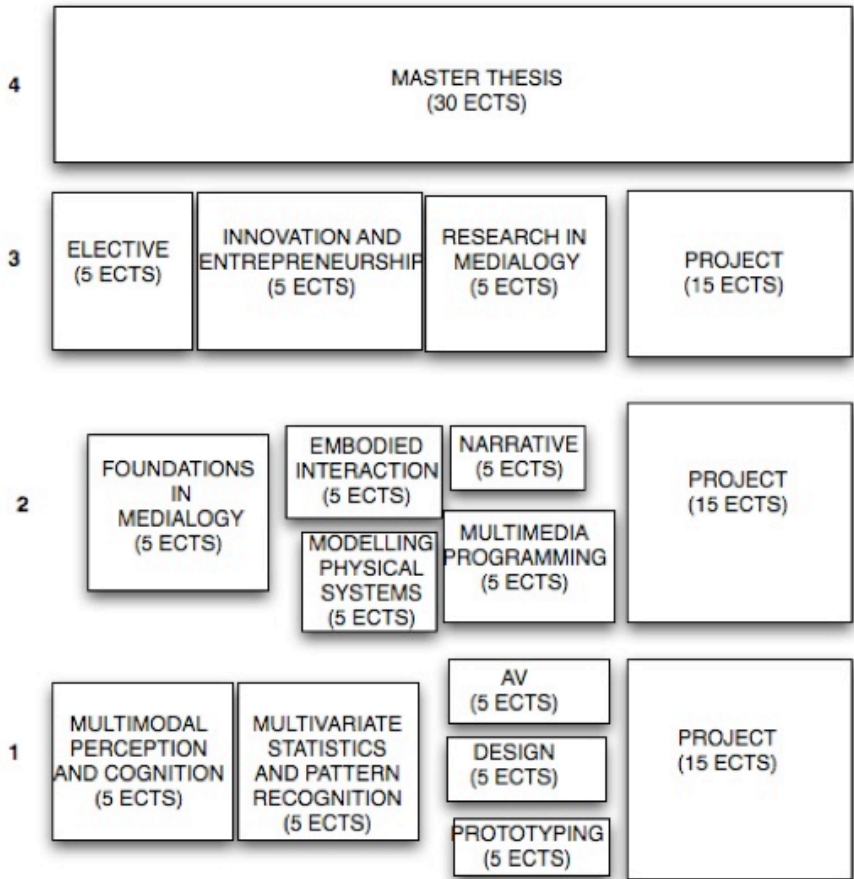 4
MASTER THESIS
(30 ECTS)
3
ELECTIVE
(5 ECTS)
INNOVATION AND
ENTREPRENEURSHIP
(5 ECTS)
RESEARCH IN
MEDIALOGY
(5 ECTS)
PROJECT
(15 ECTS)
2
FOUNDATIONS
IN
MEDIALOGY
(5 ECTS)
EMBODIED
INTERACTION
(5 ECTS)
NARRATIVE
(5 ECTS)
MODELLING
PHYSICAL
SYSTEMS
(5 ECTS)
MULTIMEDIA
PROGRAMMING
(5 ECTS)
PROJECT
(15 ECTS)
1
MULTIMODAL
PERCEPTION
AND COGNITION
(5 ECTS)
MULTIVARIATE
STATISTICS
AND PATTERN
RECOGNITION
(5 ECTS)
AV
(5 ECTS)
DESIGN
(5 ECTS)
PROTOTYPING
(5 ECTS)
PROJECT
(15 ECTS)